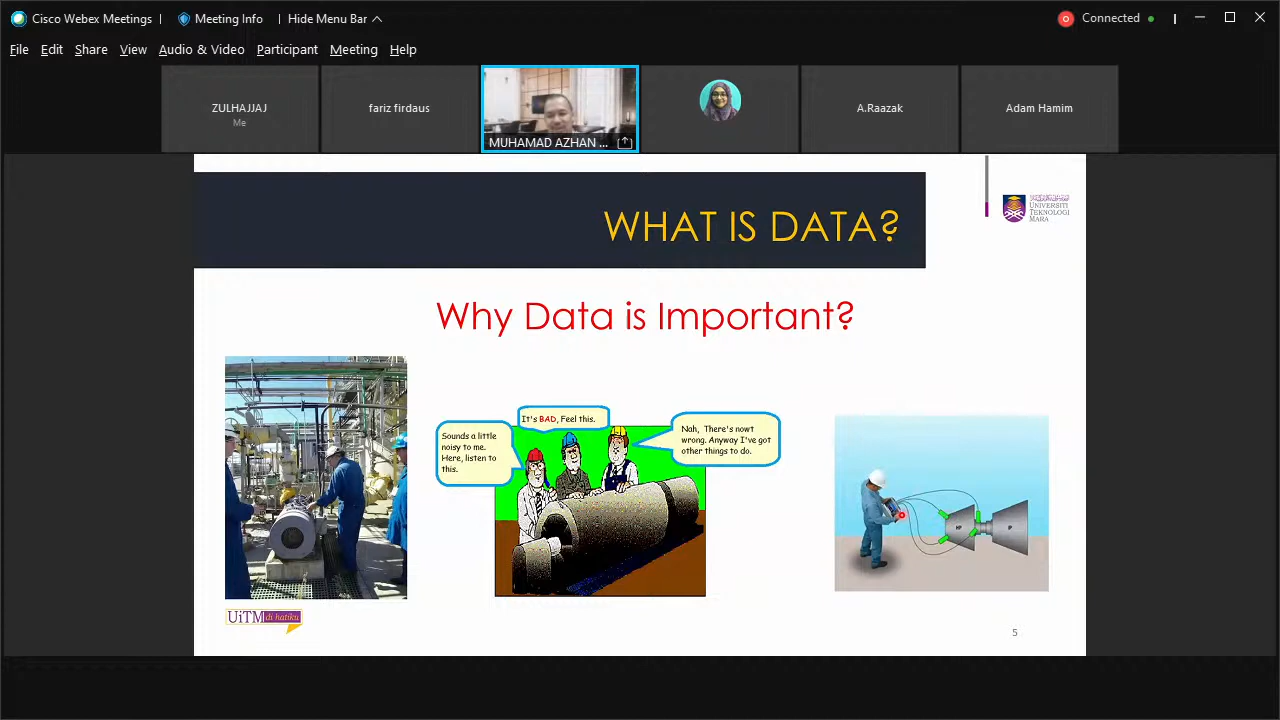 Cisco Webex Meetings | Meeting Info | Hide Menu Bar
Connected
File Edit Share View Audio & Video Participant Meeting Help
ZULHAJJAJ
Me
fariz firdaus
MUHAMAD AZHAN ...
A.Raazak
Adam Hamim
WHAT IS DATA?
UNIVERSITI
TEKNOLOGI
MARA
Why Data is Important?
Sounds a little
noisy to me.
Here, listen to
this.
It's BAD, Feel this.
Nah, There's nowt
wrong. Anyway I've got
other things to do.
HP
IP
UiTM di hatiku
5